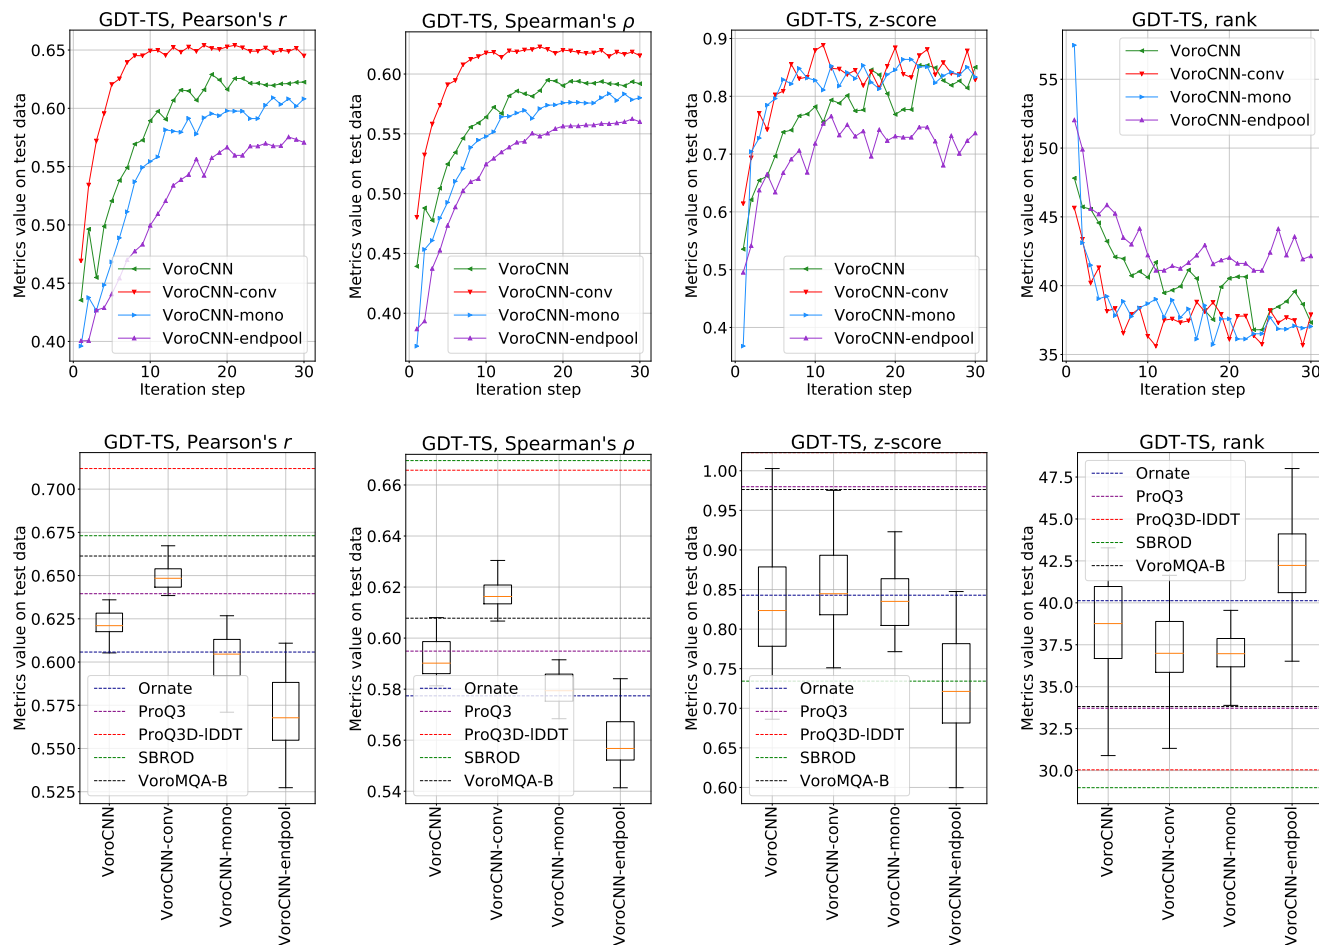 GDT-TS, Pearson's r
Metrics value on test data
0.65
0.60
0.55
0.50
0.45
0.40
VoroCNN
VoroCNN-conv
VoroCNN-mono
VoroCNN-endpool
0 10 20 30
Iteration step
GDT-TS, Spearman's ρ
Metrics value on test data
0.60
0.55
0.50
0.45
0.40
VoroCNN
VoroCNN-conv
VoroCNN-mono
VoroCNN-endpool
0 10 20 30
Iteration step
GDT-TS, z-score
Metrics value on test data
0.9
0.8
0.7
0.6
0.5
0.4
VoroCNN
VoroCNN-conv
VoroCNN-mono
VoroCNN-endpool
0 10 20 30
Iteration step
GDT-TS, rank
Metrics value on test data
55
50
45
40
35
VoroCNN
VoroCNN-conv
VoroCNN-mono
VoroCNN-endpool
0 10 20 30
Iteration step
GDT-TS, Pearson's r
Metrics value on test data
0.700
0.675
0.650
0.625
0.600
0.575
0.550
0.525
Ornate
ProQ3
ProQ3D-lDDT
SBROD
VoroMQA-B
VoroCNN
VoroCNN-conv
VoroCNN-mono
VoroCNN-endpool
GDT-TS, Spearman's ρ
Metrics value on test data
0.66
0.64
0.62
0.60
0.58
0.56
0.54
Ornate
ProQ3
ProQ3D-lDDT
SBROD
VoroMQA-B
VoroCNN
VoroCNN-conv
VoroCNN-mono
VoroCNN-endpool
GDT-TS, z-score
Metrics value on test data
1.00
0.95
0.90
0.85
0.80
0.75
0.70
0.65
0.60
Ornate
ProQ3
ProQ3D-lDDT
SBROD
VoroMQA-B
VoroCNN
VoroCNN-conv
VoroCNN-mono
VoroCNN-endpool
GDT-TS, rank
Metrics value on test data
47.5
45.0
42.5
40.0
37.5
35.0
32.5
30.0
Ornate
ProQ3
ProQ3D-lDDT
SBROD
VoroMQA-B
VoroCNN
VoroCNN-conv
VoroCNN-mono
VoroCNN-endpool